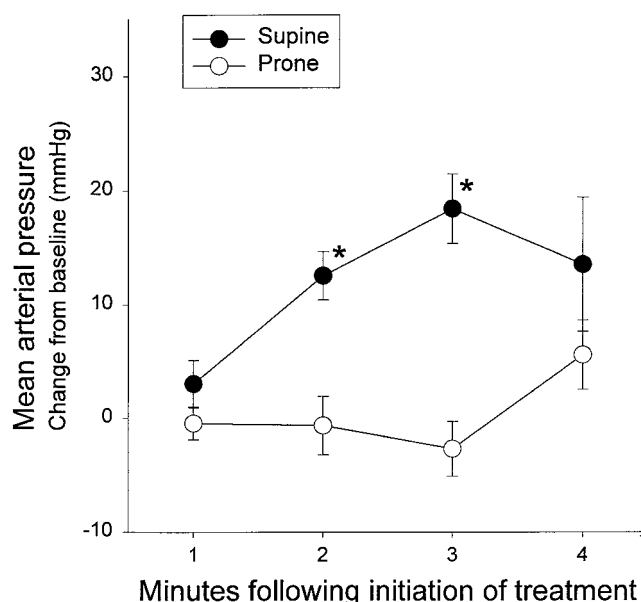 Supine
Prone
30
20
10
0
-10
Mean arterial pressure
Change from baseline (mmHg)
*
*
1 2 3 4
Minutes following initiation of treatment